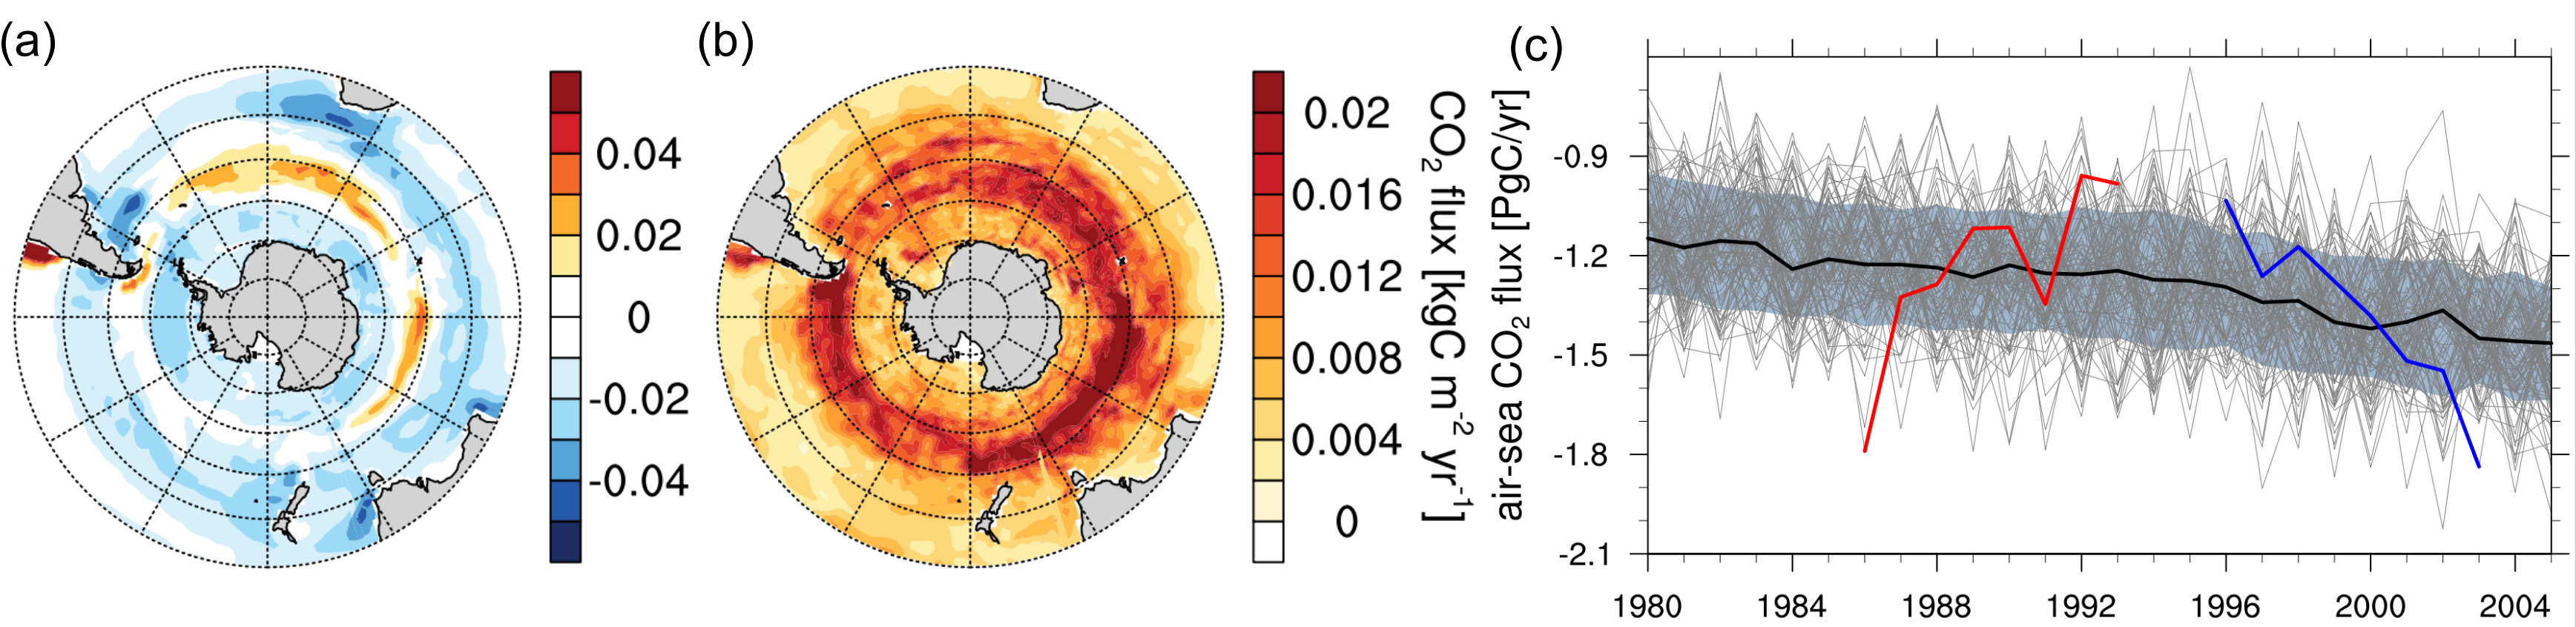 (a)
0.04
0.02
0
-0.02
-0.04
(b)
0.02
0.016
0.012
0.008
0.004
0
CO2 flux [kgC m-2 yr-1]
(c)
air-sea CO2 flux [PgC/yr]
-0.9
-1.2
-1.5
-1.8
-2.1
1980 1984 1988 1992 1996 2000 2004